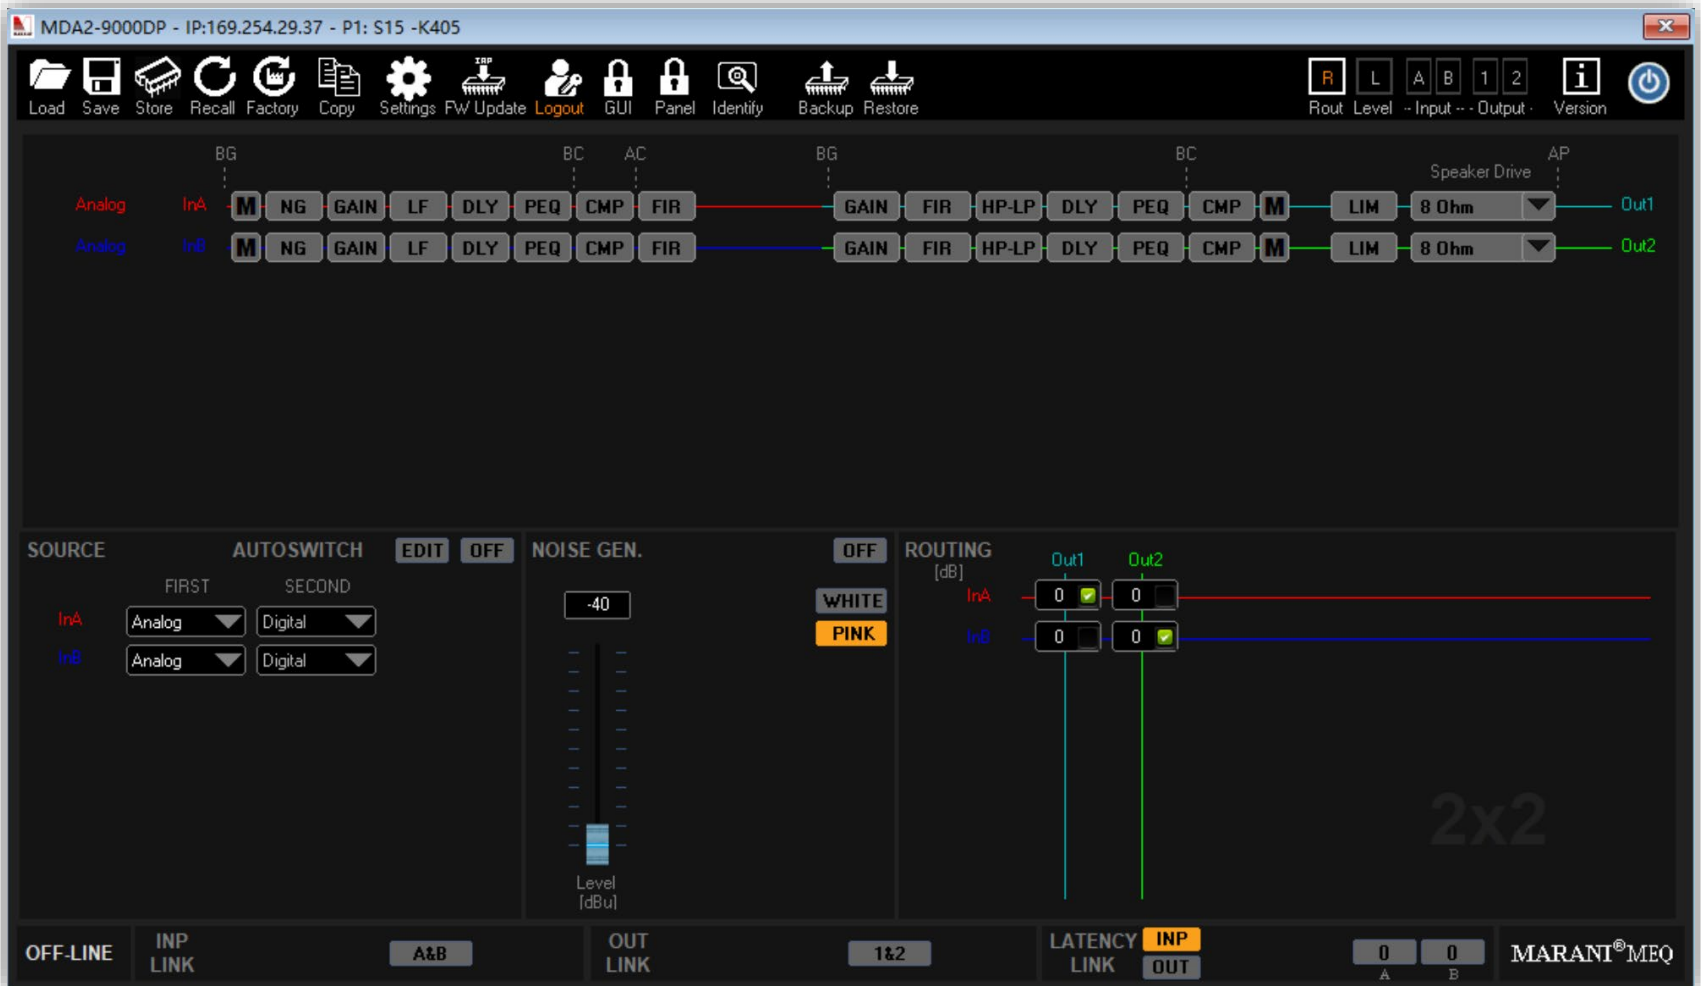 MDA2-9000DP - IP:169.254.29.37 - P1: S15 -K405
IAP
Load Save Store Recall Factory Copy Settings FW Update Logout GUI Panel Identify Backup Restore
R L A B 1 2 i
Rout Level -- Input -- - Output - Version
BG BC AC BG BC AP
Speaker Drive
Analog InA M NG GAIN LF DLY PEQ CMP FIR GAIN FIR HP-LP DLY PEQ CMP M LIM 8 Ohm Out1
Analog InB M NG GAIN LF DLY PEQ CMP FIR GAIN FIR HP-LP DLY PEQ CMP M LIM 8 Ohm Out2
SOURCE AUTOSWITCH EDIT OFF
FIRST SECOND
InA Analog Digital
InB Analog Digital
NOISE GEN. OFF
-40
WHITE
PINK
Level
[dBu]
ROUTING
[dB]
Out1 Out2
InA 0 0
InB 0 0
2x2
OFF-LINE
INP
LINK
A&B
OUT
LINK
1&2
LATENCY INP
LINK OUT
0 0
A B
MARANI®MEQ